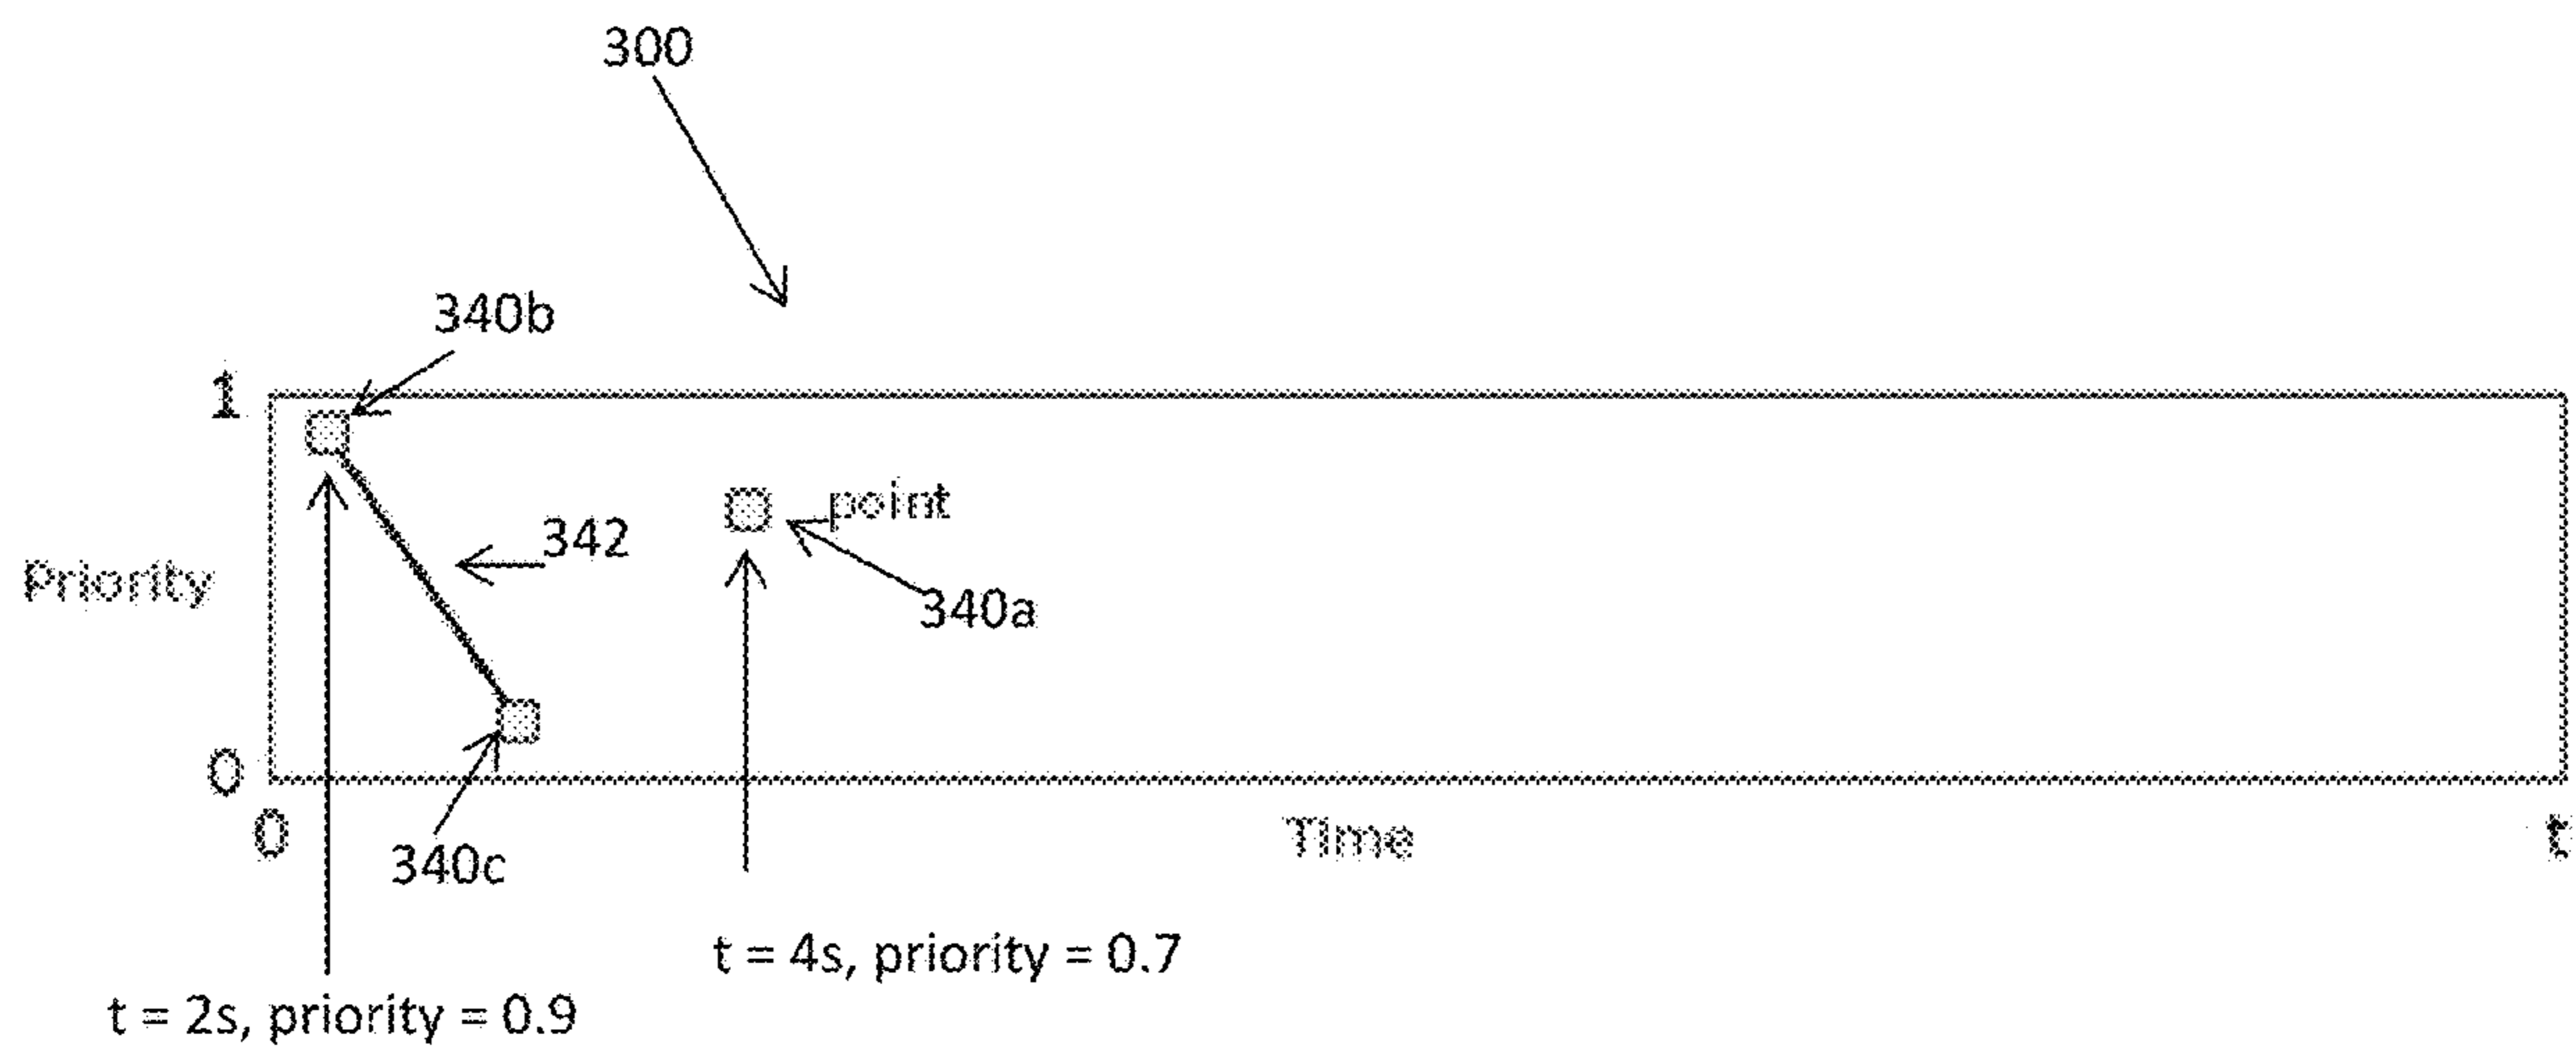 300
340b
1
point
342
Priority
340a
0
0
Time
t
340c
t = 4s, priority = 0.7
t = 2s, priority = 0.9